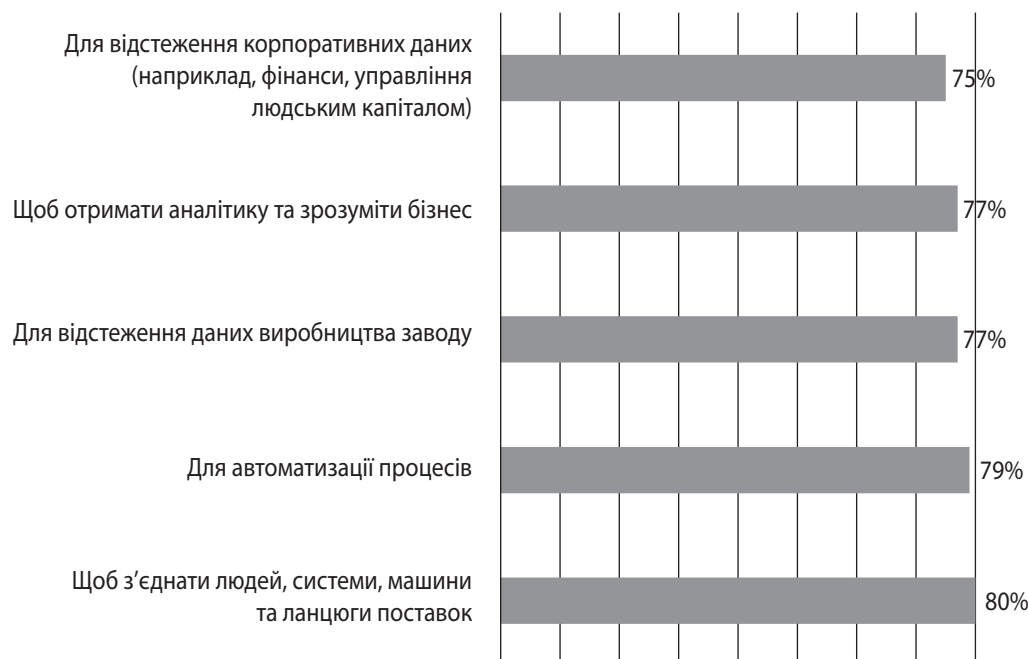 Для відстеження корпоративних даних
(наприклад, фінанси, управління
людським капіталом)
75%
Щоб отримати аналітику та зрозуміти бізнес
77%
Для відстеження даних виробництва заводу
77%
Для автоматизації процесів
79%
Щоб з’єднати людей, системи, машини
та ланцюги поставок
80%